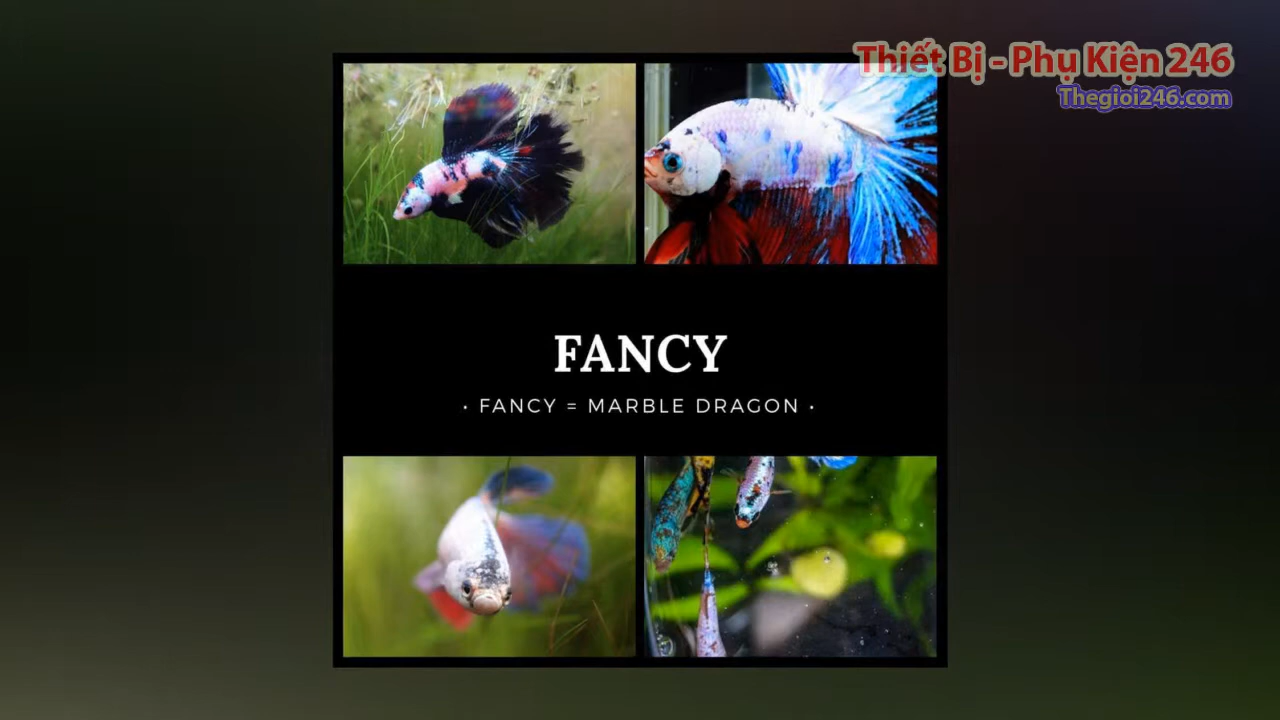 Thiết Bị - Phụ Kiện 246
Thegioi246.com
FANCY
· FANCY = MARBLE DRAGON ·